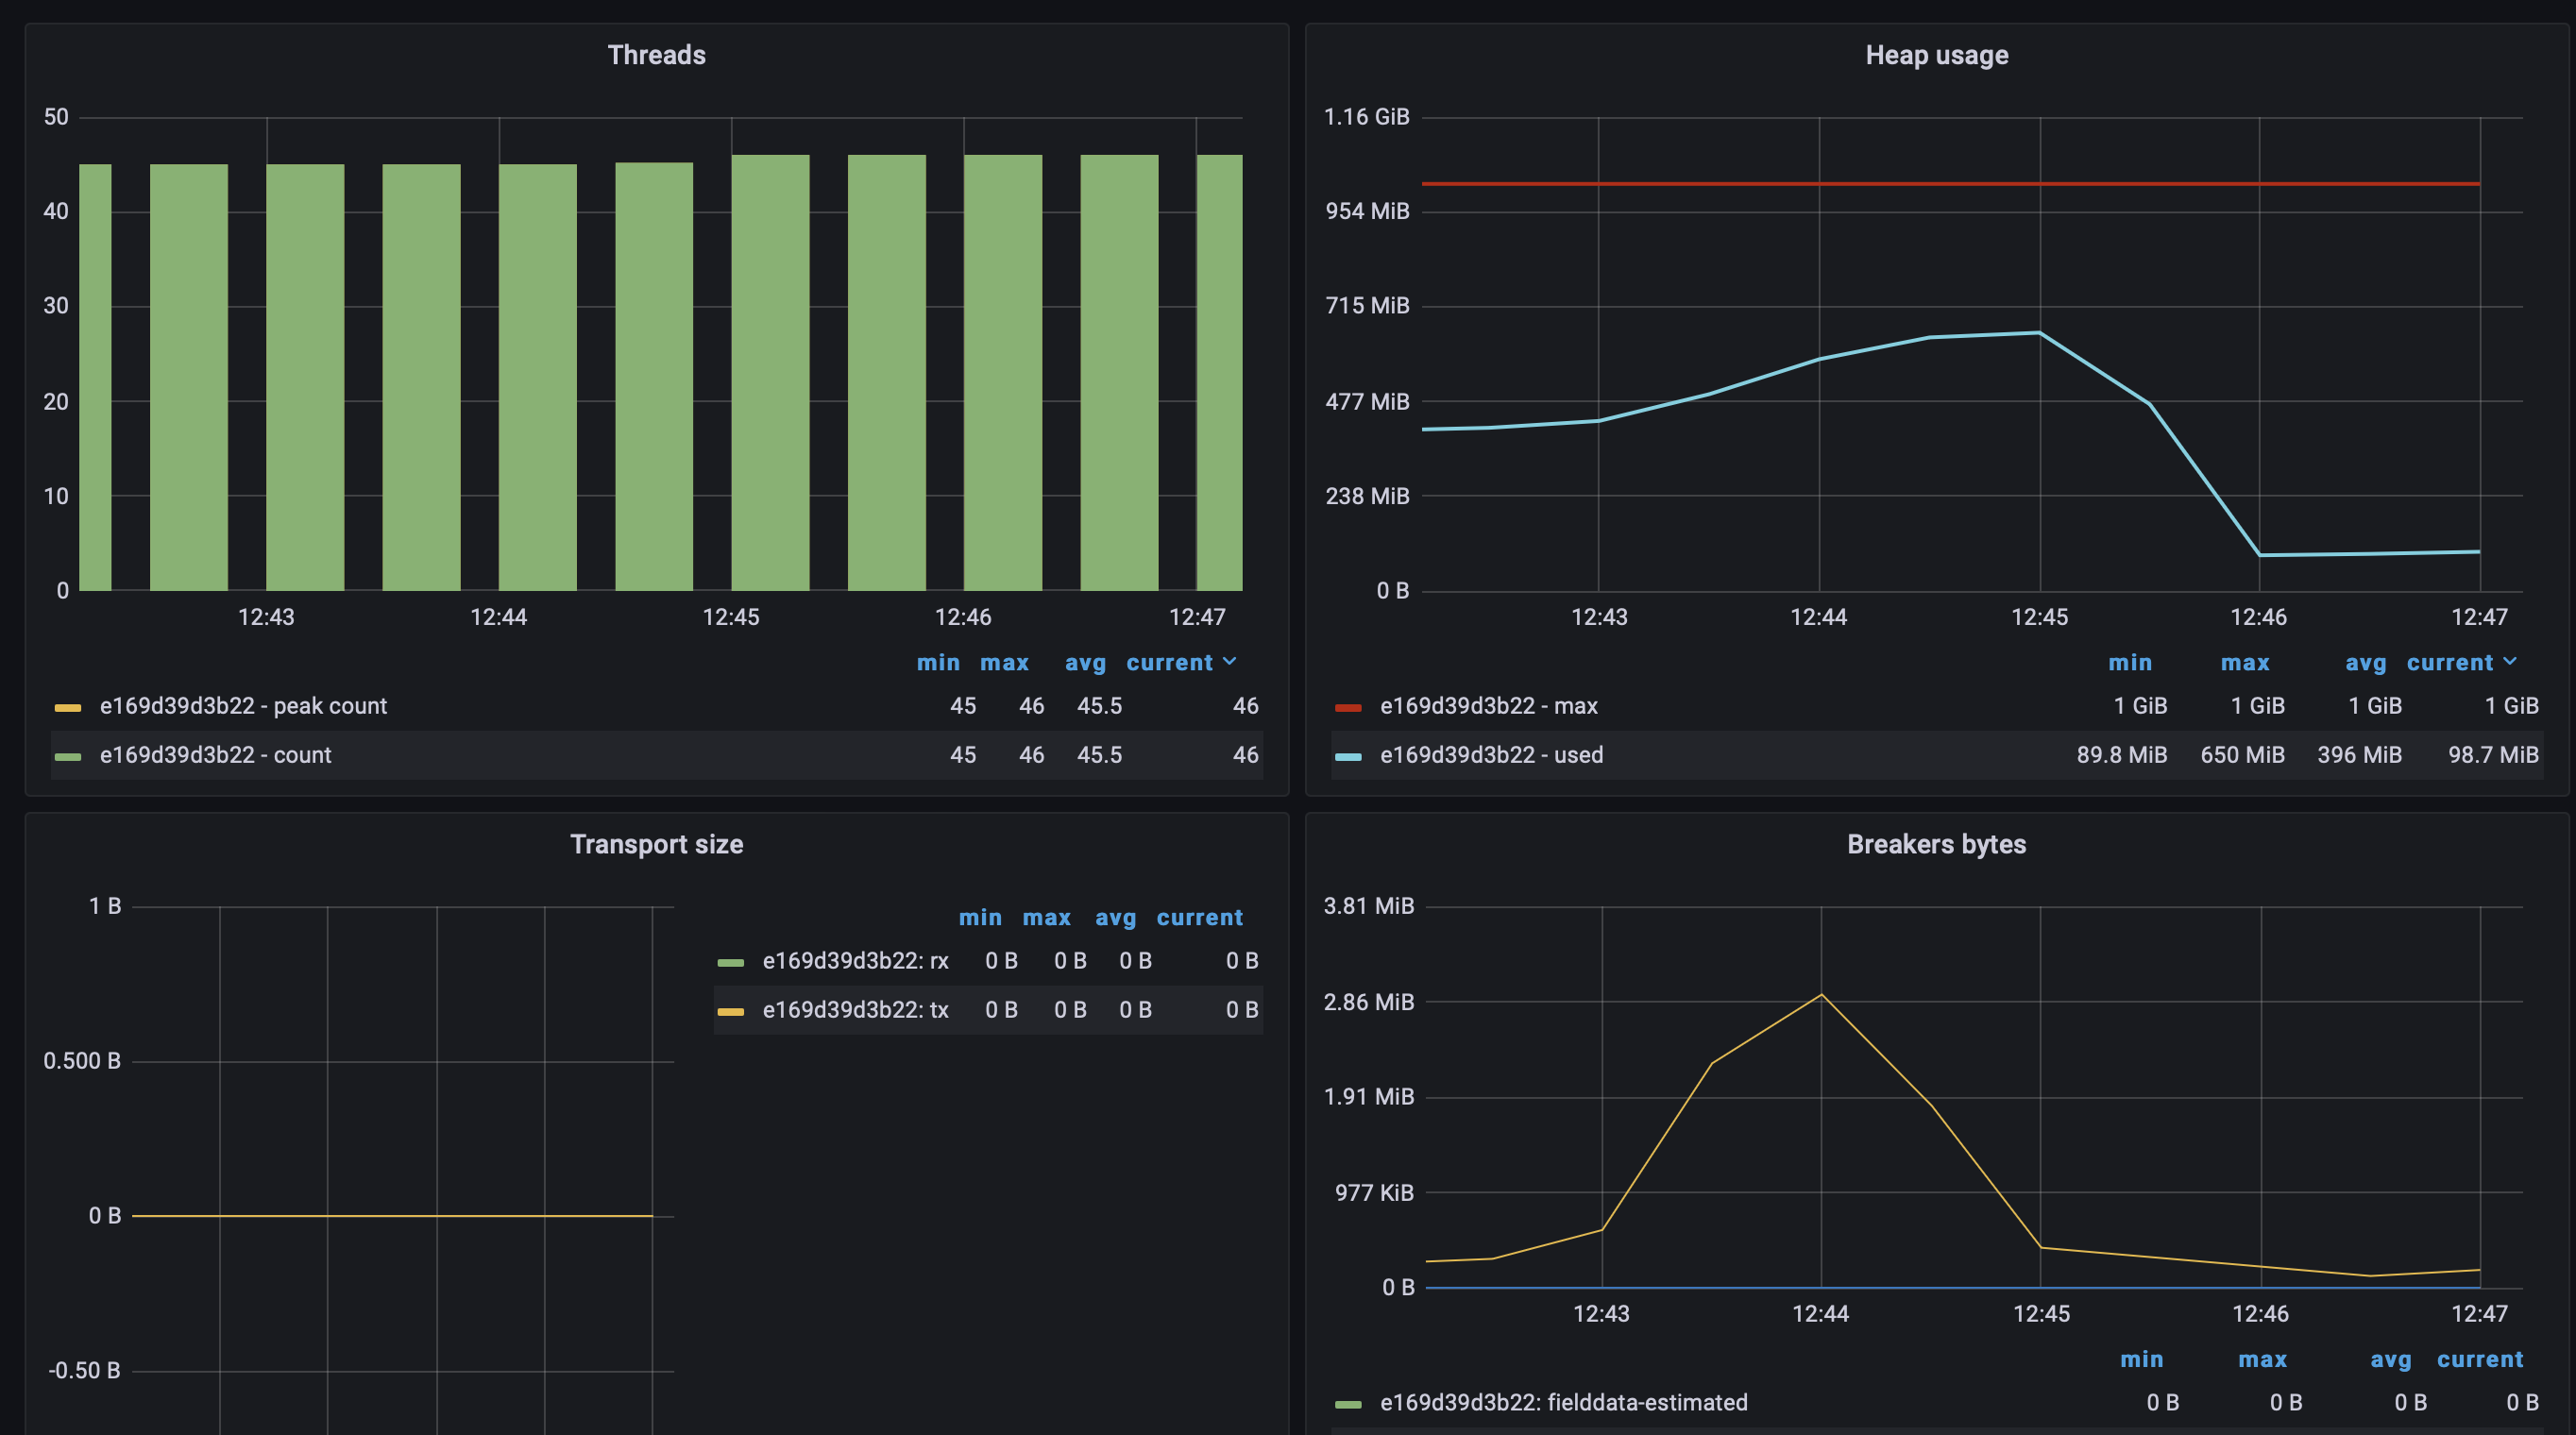 Threads
50
40
30
20
10
0
12:43 12:44 12:45 12:46 12:47
min max avg current
e169d39d3b22 - peak count 45 46 45.5 46
e169d39d3b22 - count 45 46 45.5 46
Heap usage
1.16 GiB
954 MiB
715 MiB
477 MiB
238 MiB
0 B
12:43 12:44 12:45 12:46 12:47
min max avg current
e169d39d3b22 - max 1 GiB 1 GiB 1 GiB 1 GiB
e169d39d3b22 - used 89.8 MiB 650 MiB 396 MiB 98.7 MiB
Transport size
1 B
0.500 B
0 B
-0.50 B
min max avg current
e169d39d3b22: rx 0 B 0 B 0 B 0 B
e169d39d3b22: tx 0 B 0 B 0 B 0 B
Breakers bytes
3.81 MiB
2.86 MiB
1.91 MiB
977 KiB
0 B
12:43 12:44 12:45 12:46 12:47
min max avg current
e169d39d3b22: fielddata-estimated 0 B 0 B 0 B 0 B